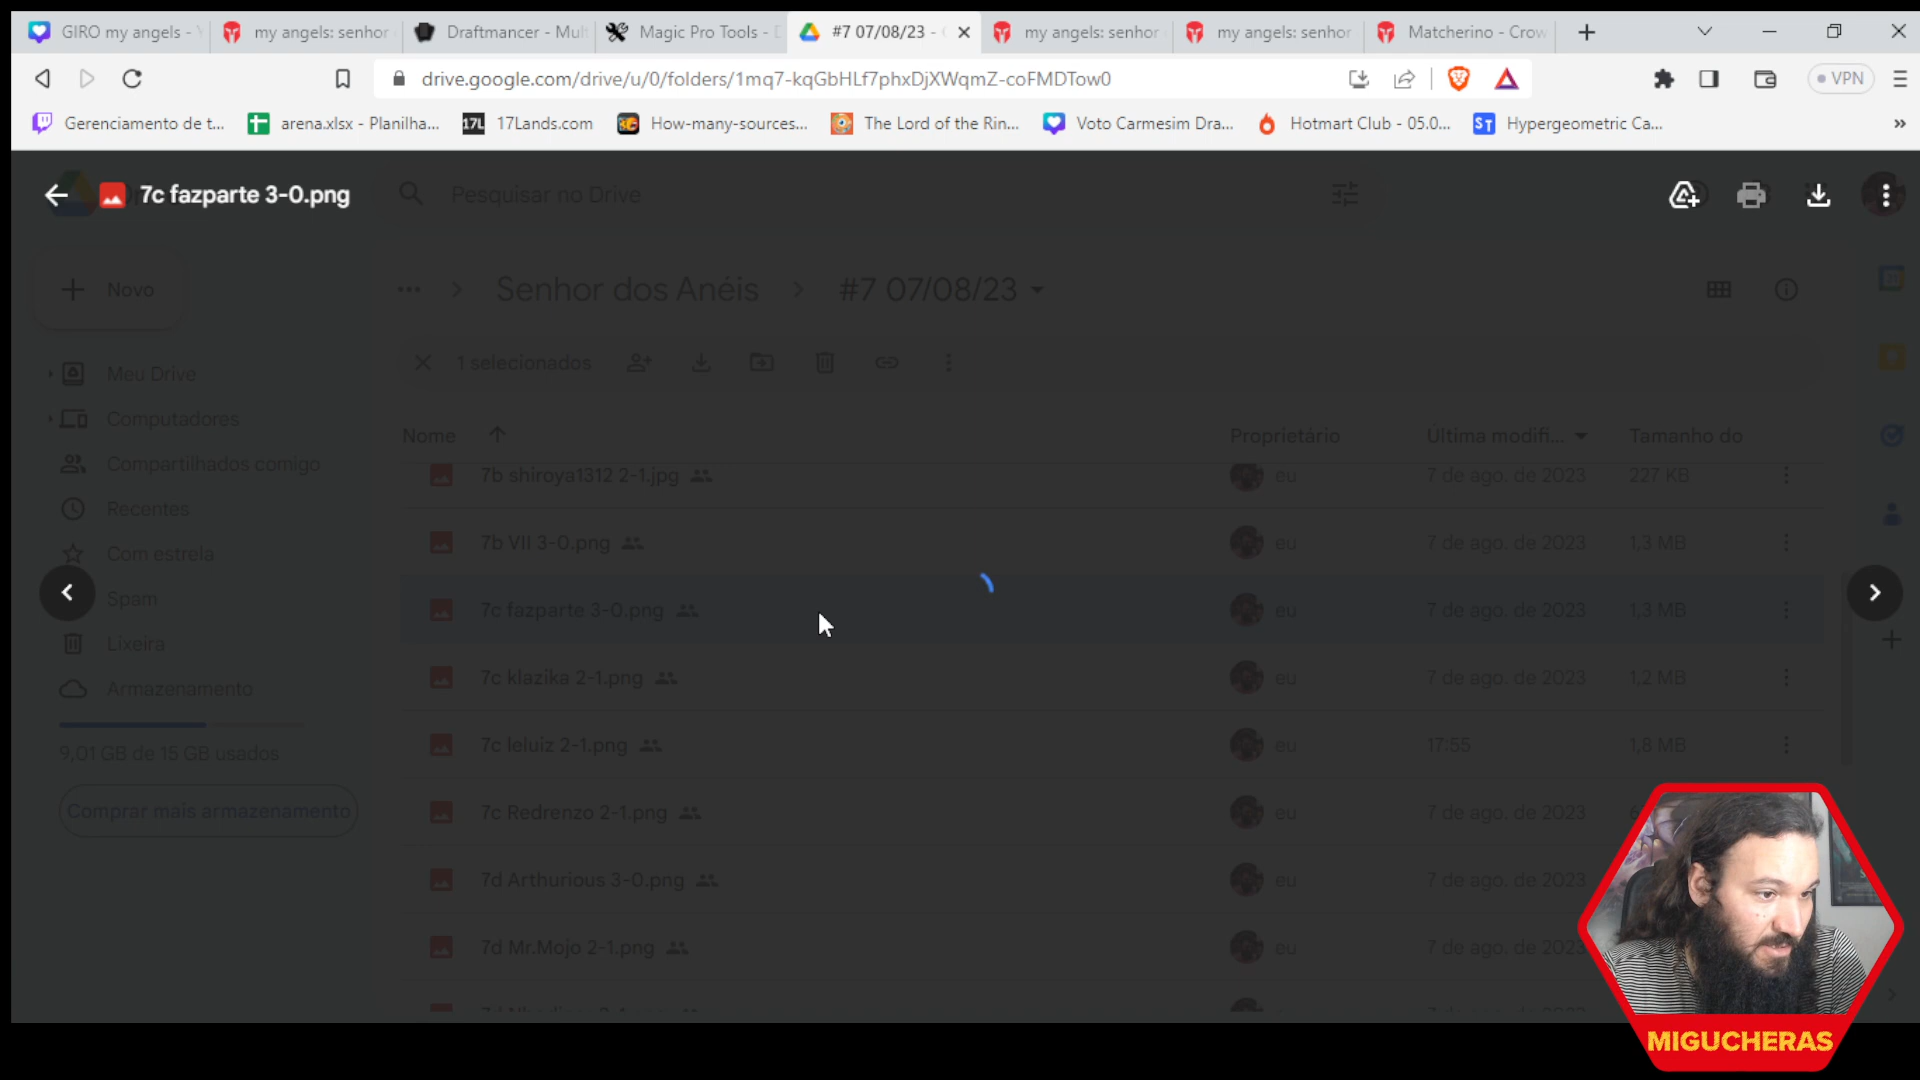 GIRO my angels - Y
my angels: senhor
Draftmancer - Mult
Magic Pro Tools - D
#7 07/08/23 -
my angels: senhor
my angels: senhor
Matcherino - Crow
drive.google.com/drive/u/0/folders/1mq7-kqGbHLf7phxDjXWqmZ-coFMDTow0
VPN
Gerenciamento de t...
arena.xlsx - Planilha...
17L 17Lands.com
How-many-sources...
The Lord of the Rin...
Voto Carmesim Dra...
Hotmart Club - 05.0...
ST Hypergeometric Ca...
7c fazparte 3-0.png
Pesquisar no Drive
Novo
Senhor dos Anéis
#7 07/08/23
1 selecionados
Meu Drive
Computadores
Compartilhados comigo
Recentes
Com estrela
Spam
Lixeira
Armazenamento
9,01 GB de 15 GB usados
Comprar mais armazenamento
Nome Proprietário Última modifi... Tamanho do
7b shiroya1312 2-1.jpg eu 7 de ago. de 2023 227 KB
7b VII 3-0.png eu 7 de ago. de 2023 1,3 MB
7c fazparte 3-0.png eu 7 de ago. de 2023 1,3 MB
7c klazika 2-1.png eu 7 de ago. de 2023 1,2 MB
7c leluiz 2-1.png eu 17:55 1,8 MB
7c Redrenzo 2-1.png eu 7 de ago. de 2023
7d Arthurious 3-0.png eu 7 de ago. de 2023
7d Mr.Mojo 2-1.png eu 7 de ago. de 2023
MIGUCHERAS